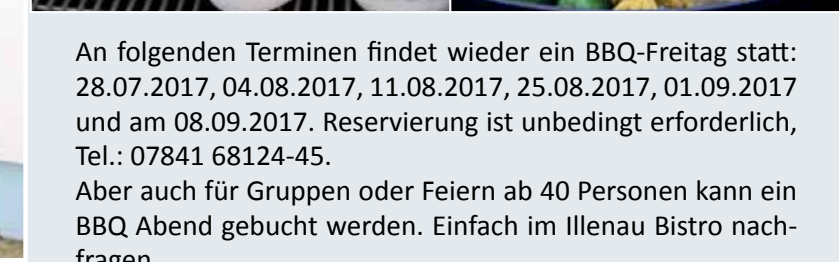 An folgenden Terminen findet wieder ein BBQ-Freitag statt:
28.07.2017, 04.08.2017, 11.08.2017, 25.08.2017, 01.09.2017
und am 08.09.2017. Reservierung ist unbedingt erforderlich,
Tel.: 07841 68124-45.
Aber auch für Gruppen oder Feiern ab 40 Personen kann ein
BBQ Abend gebucht werden. Einfach im Illenau Bistro nach-
fragen